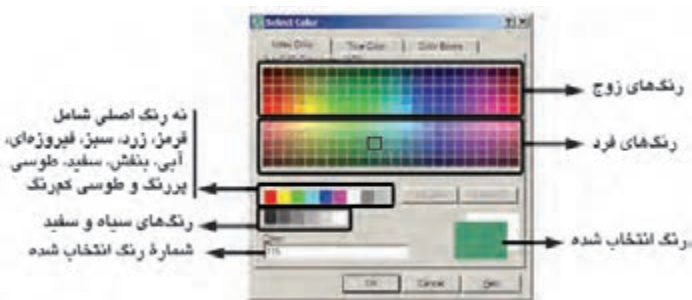 Select Color
Index Color
True Color
Color Books
رنگ‌های زوج
رنگ‌های فرد
نه رنگ اصلی شامل
قرمز، زرد، سبز، فیروزه‌ای،
آبی، بنفش، سفید، طوسی
پررنگ و طوسی کم‌رنگ
رنگ‌های سیاه و سفید
شمارهٔ رنگ انتخاب شده
رنگ انتخاب شده
Color:
115
OK
Cancel
Help